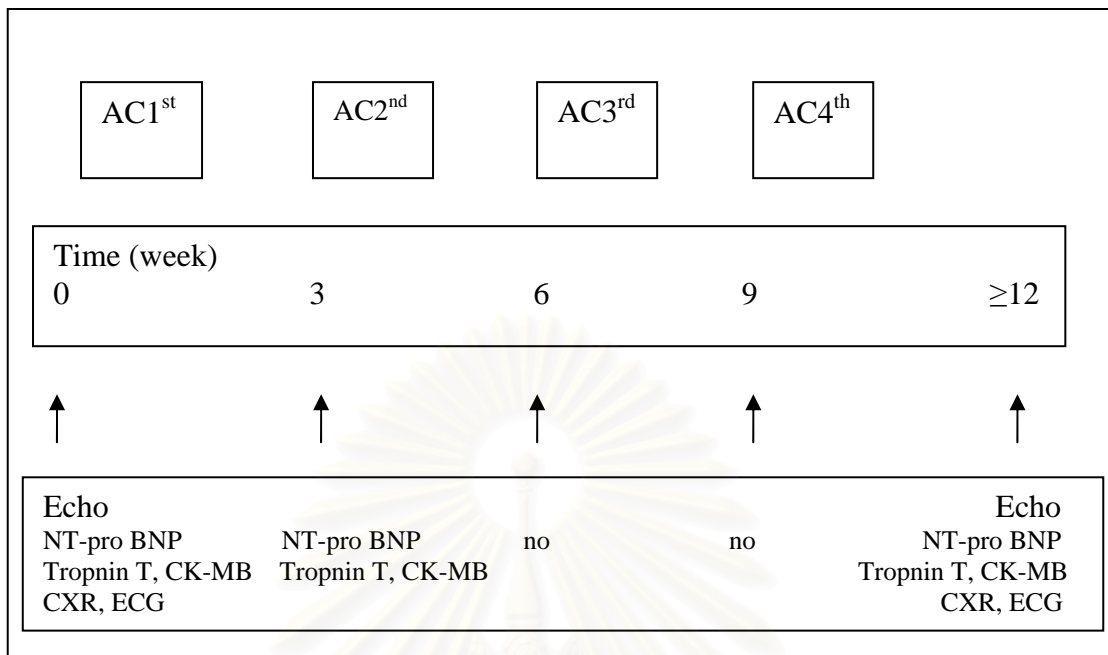 AC1st AC2nd AC3rd AC4th
Time (week)
0 3 6 9 ≥12
Echo Echo
NT-pro BNP NT-pro BNP no no NT-pro BNP
Tropnin T, CK-MB Tropnin T, CK-MB Tropnin T, CK-MB
CXR, ECG CXR, ECG